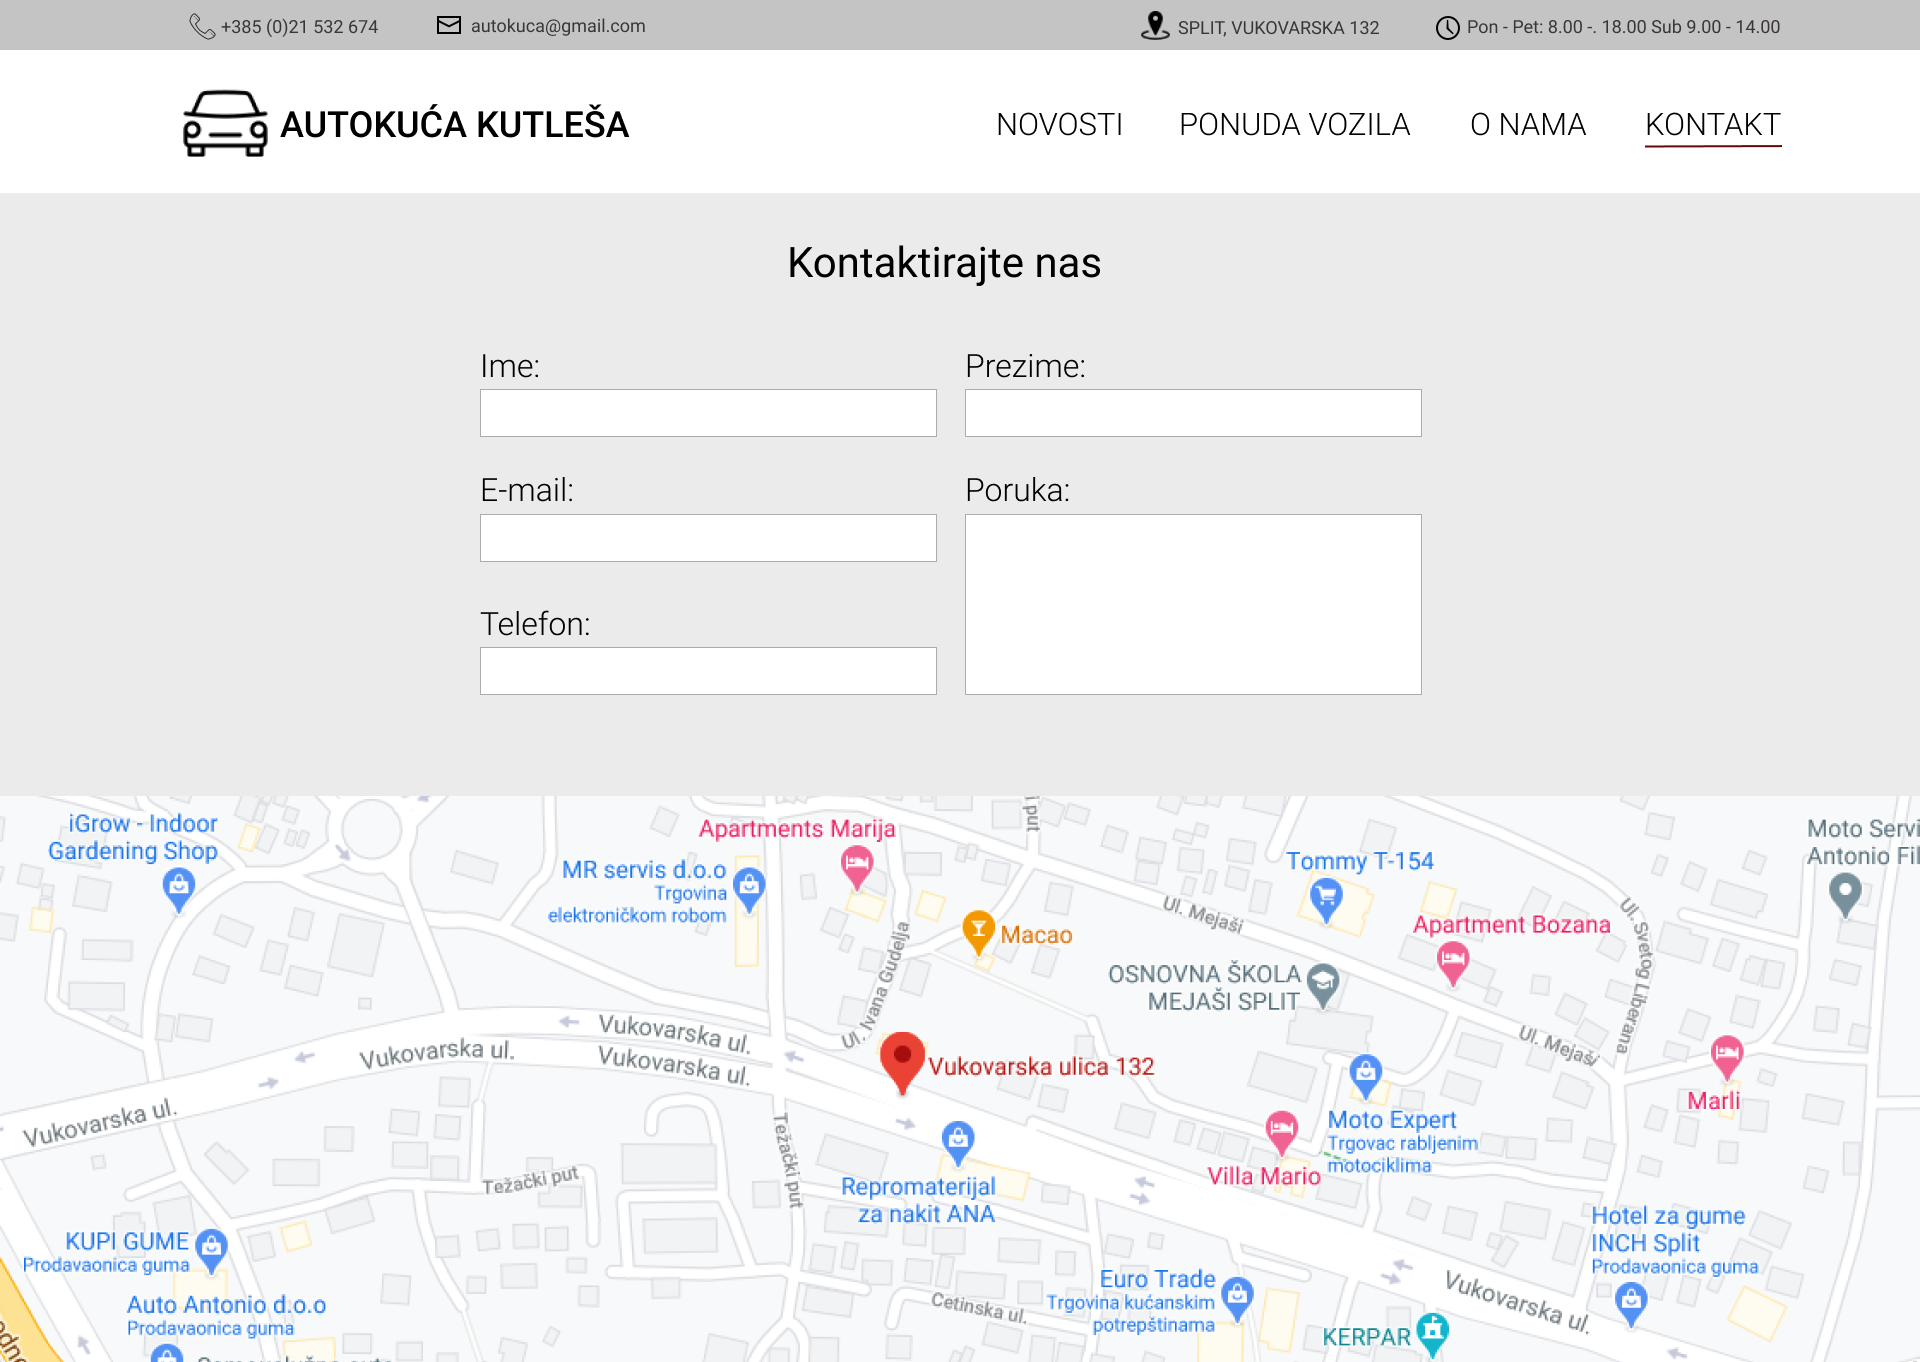 +385 (0)21 532 674
autokuca@gmail.com
SPLIT, VUKOVARSKA 132
Pon - Pet: 8.00 -. 18.00 Sub 9.00 - 14.00
AUTOKUĆA KUTLEŠA
NOVOSTI
PONUDA VOZILA
O NAMA
KONTAKT
Kontaktirajte nas
Ime:
Prezime:
E-mail:
Poruka:
Telefon:
iGrow - Indoor
Gardening Shop
Apartments Marija
i put
MR servis d.o.o
Trgovina
elektroničkom robom
Tommy T-154
Moto Servi
Antonio Fil
Macao
Ul. Ivana Gudelja
Ul. Mejaši
Apartment Bozana
Ul. Svetog Liberana
OSNOVNA ŠKOLA
MEJAŠI SPLIT
Vukovarska ul.
Vukovarska ul.
Vukovarska ul.
Vukovarska ulica 132
Ul. Mejaši
Marli
Vukovarska ul.
Težački put
Moto Expert
Trgovac rabljenim
motociklima
Villa Mario
Težački put
Repromaterijal
za nakit ANA
KUPI GUME
Prodavaonica guma
Hotel za gume
INCH Split
Prodavaonica guma
Auto Antonio d.o.o
Prodavaonica guma
Euro Trade
Trgovina kućanskim
potrepštinama
Cetinska ul.
Vukovarska ul.
KERPAR